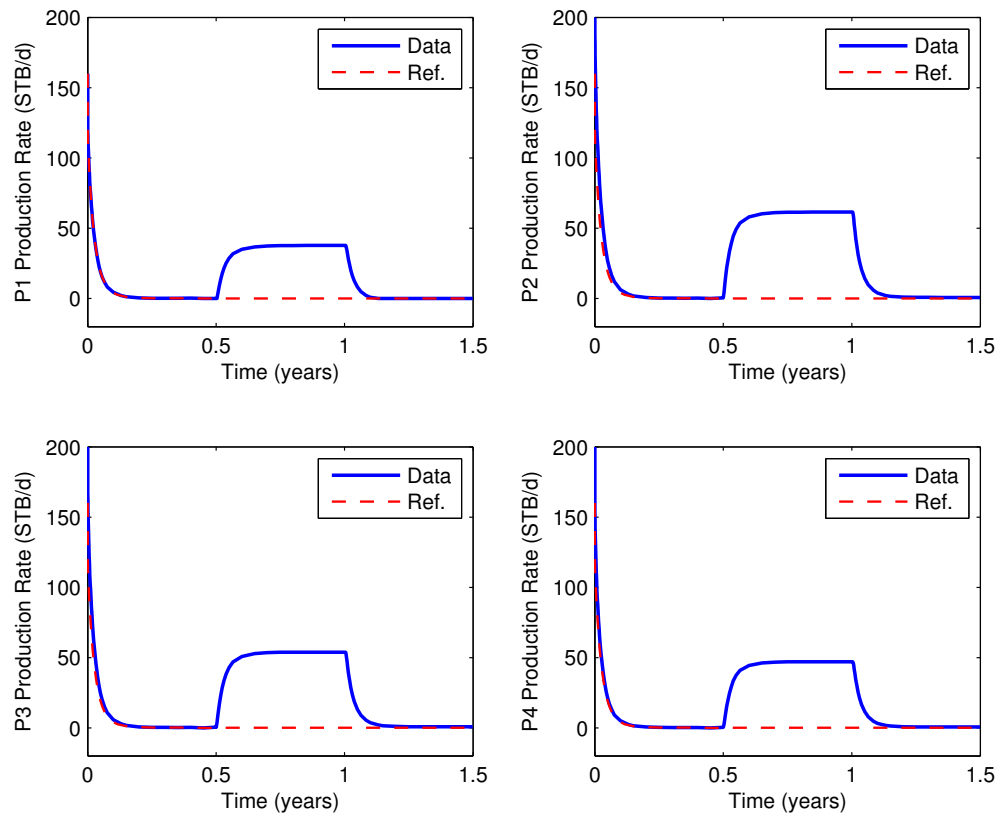 200
150
100
50
0
P1 Production Rate (STB/d)
Data
Ref.
0 0.5 1 1.5
Time (years)
200
150
100
50
0
P2 Production Rate (STB/d)
Data
Ref.
0 0.5 1 1.5
Time (years)
200
150
100
50
0
P3 Production Rate (STB/d)
Data
Ref.
0 0.5 1 1.5
Time (years)
200
150
100
50
0
P4 Production Rate (STB/d)
Data
Ref.
0 0.5 1 1.5
Time (years)